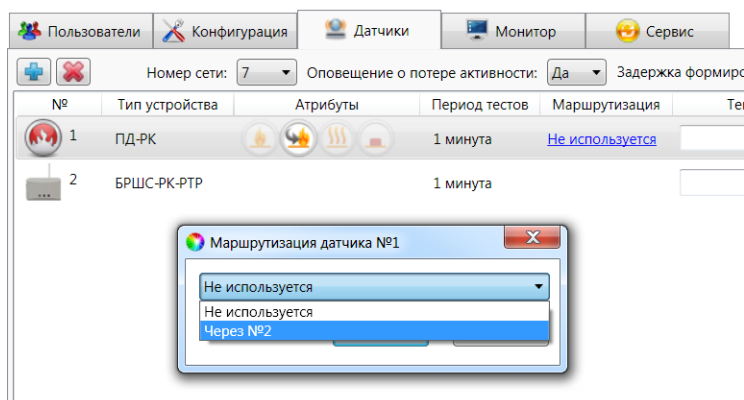 Пользователи Конфигурация Датчики Монитор Сервис
Номер сети: 7 Оповещение о потере активности: Да Задержка
№ Тип устройства Атрибуты Период тестов Маршрутизация
1 ПД-РК 1 минута Не используется
2 БРШС-РК-РТР 1 минута
Маршрутизация датчика №1
Не используется
Не используется
Через №2